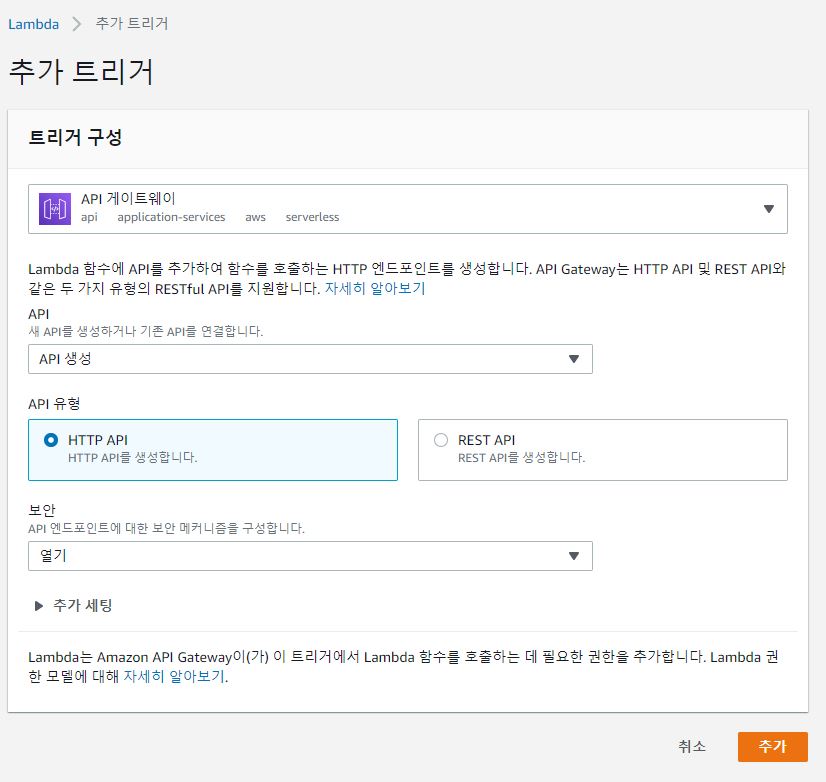 Lambda > 추가 트리거
추가 트리거
트리거 구성
API 게이트웨이
api application-services aws serverless
Lambda 함수에 API를 추가하여 함수를 호출하는 HTTP 엔드포인트를 생성합니다. API Gateway는 HTTP API 및 REST API와
같은 두 가지 유형의 RESTful API를 지원합니다. 자세히 알아보기
API
새 API를 생성하거나 기존 API를 연결합니다.
API 생성
API 유형
HTTP API
HTTP API를 생성합니다.
REST API
REST API를 생성합니다.
보안
API 엔드포인트에 대한 보안 메커니즘을 구성합니다.
열기
추가 세팅
Lambda는 Amazon API Gateway이(가) 이 트리거에서 Lambda 함수를 호출하는 데 필요한 권한을 추가합니다. Lambda 권
한 모델에 대해 자세히 알아보기.
취소
추가